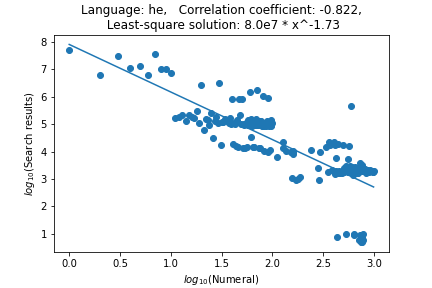 Language: he,   Correlation coefficient: -0.822,
Least-square solution: 8.0e7 * x^-1.73
8
7
6
5
4
3
2
1
log₁₀(Search results)
0.0 0.5 1.0 1.5 2.0 2.5 3.0
log₁₀(Numeral)